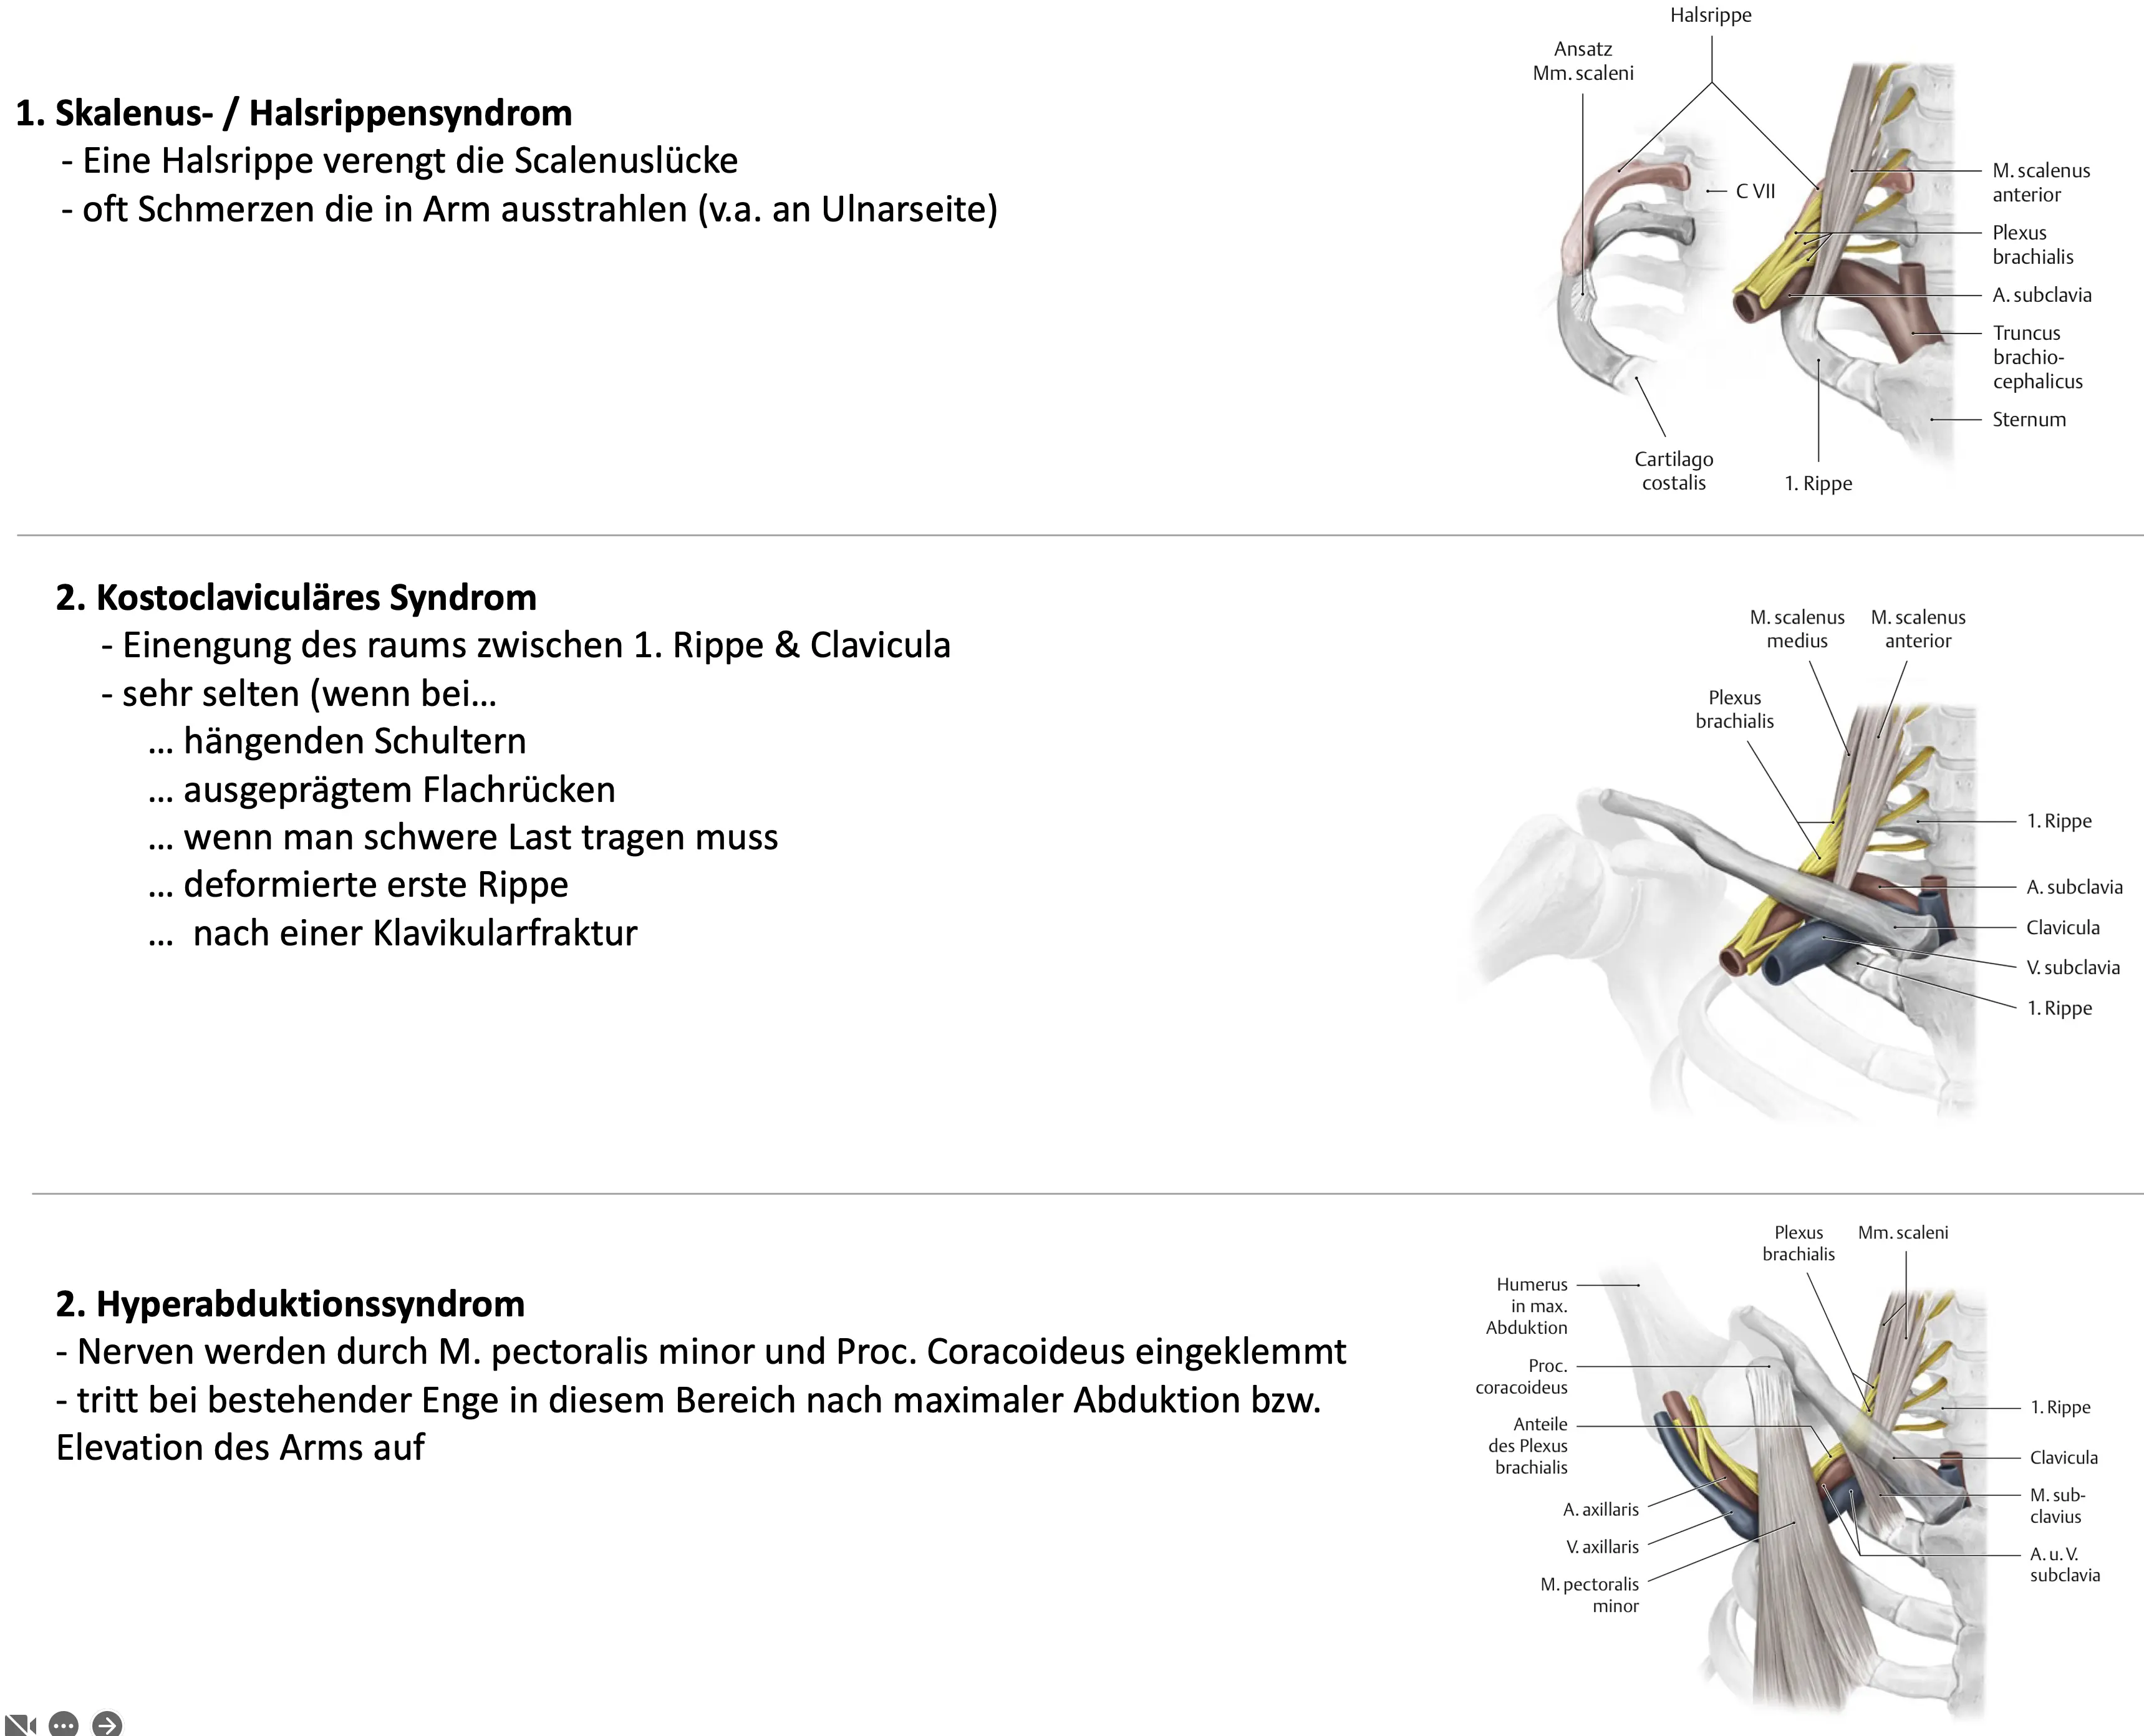 Halsrippe
Ansatz
Mm. scaleni
1. Skalenus- / Halsrippensyndrom
- Eine Halsrippe verengt die Scalenuslücke
- oft Schmerzen die in Arm ausstrahlen (v.a. an Ulnarseite)
C VII
M. scalenus
anterior
Plexus
brachialis
A. subclavia
Truncus
brachio-
cephalicus
Sternum
Cartilago
costalis
1. Rippe
2. Kostoclaviculäres Syndrom
- Einengung des raums zwischen 1. Rippe & Clavicula
- sehr selten (wenn bei...
... hängenden Schultern
... ausgeprägtem Flachrücken
... wenn man schwere Last tragen muss
... deformierte erste Rippe
... nach einer Klavikularfraktur
M. scalenus
medius
M. scalenus
anterior
Plexus
brachialis
1. Rippe
A. subclavia
Clavicula
V. subclavia
1. Rippe
2. Hyperabduktionssyndrom
- Nerven werden durch M. pectoralis minor und Proc. Coracoideus eingeklemmt
- tritt bei bestehender Enge in diesem Bereich nach maximaler Abduktion bzw.
Elevation des Arms auf
Plexus
brachialis
Mm. scaleni
Humerus
in max.
Abduktion
Proc.
coracoideus
Anteile
des Plexus
brachialis
A. axillaris
V. axillaris
M. pectoralis
minor
1. Rippe
Clavicula
M. sub-
clavius
A. u. V.
subclavia